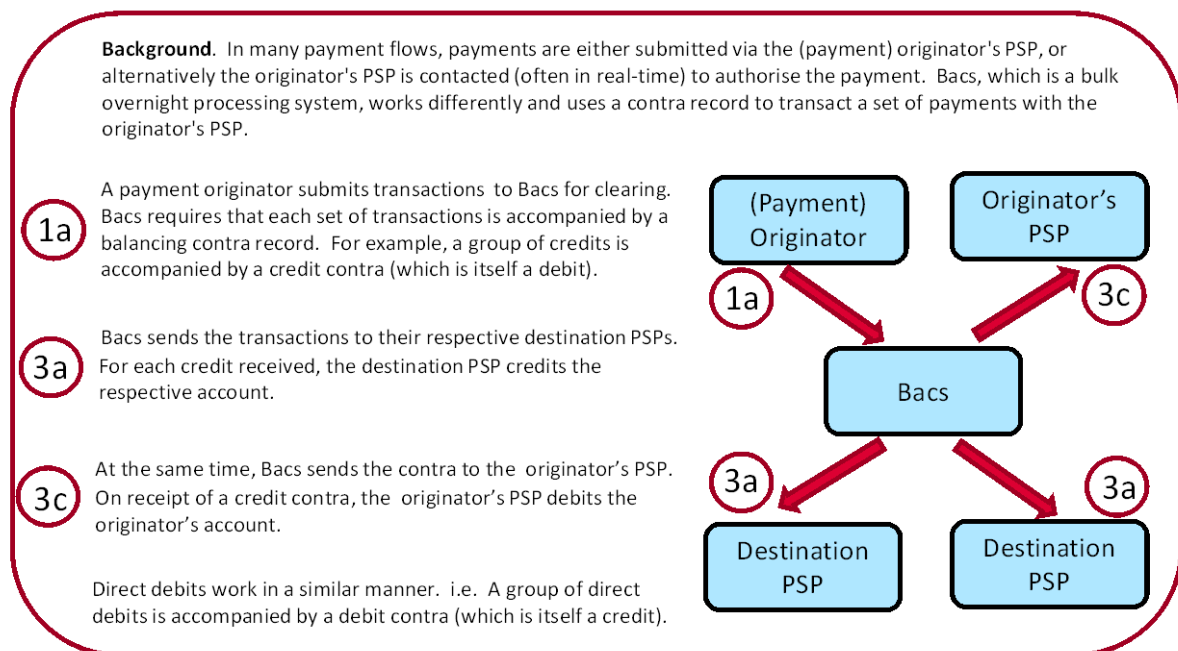 Background. In many payment flows, payments are either submitted via the (payment) originator's PSP, or
alternatively the originator's PSP is contacted (often in real-time) to authorise the payment. Bacs, which is a bulk
overnight processing system, works differently and uses a contra record to transact a set of payments with the
originator's PSP.
1a
A payment originator submits transactions to Bacs for clearing.
Bacs requires that each set of transactions is accompanied by a
balancing contra record. For example, a group of credits is
accompanied by a credit contra (which is itself a debit).
3a
Bacs sends the transactions to their respective destination PSPs.
For each credit received, the destination PSP credits the
respective account.
3c
At the same time, Bacs sends the contra to the originator’s PSP.
On receipt of a credit contra, the originator’s PSP debits the
originator’s account.
Direct debits work in a similar manner. i.e. A group of direct
debits is accompanied by a debit contra (which is itself a credit).
(Payment)
Originator
Originator’s
PSP
1a
3c
Bacs
3a
3a
Destination
PSP
Destination
PSP